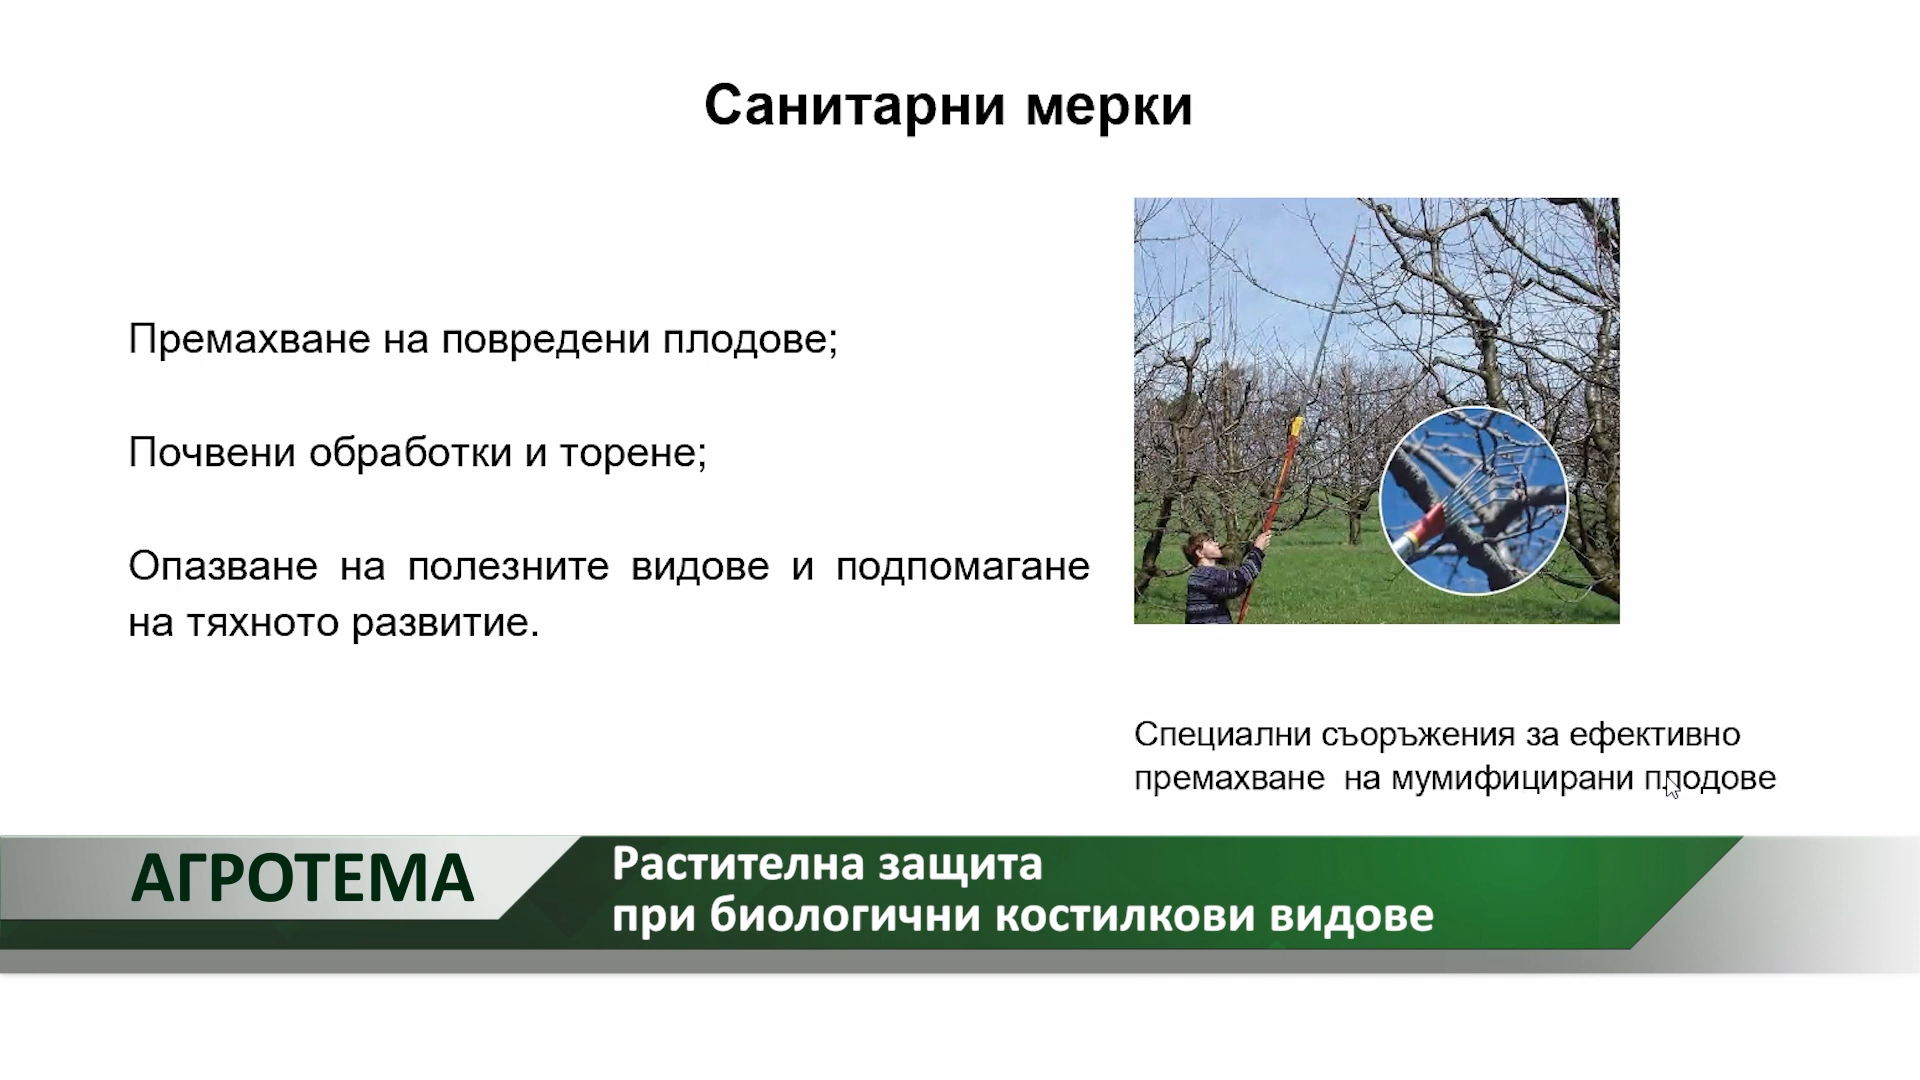 Санитарни мерки
Премахване на повредени плодове;
Почвени обработки и торене;
Опазване на полезните видове и подпомагане
на тяхното развитие.
Специални съоръжения за ефективно
премахване на мумифицирани плодове
АГРОТЕМА
Растителна защита
при биологични костилкови видове